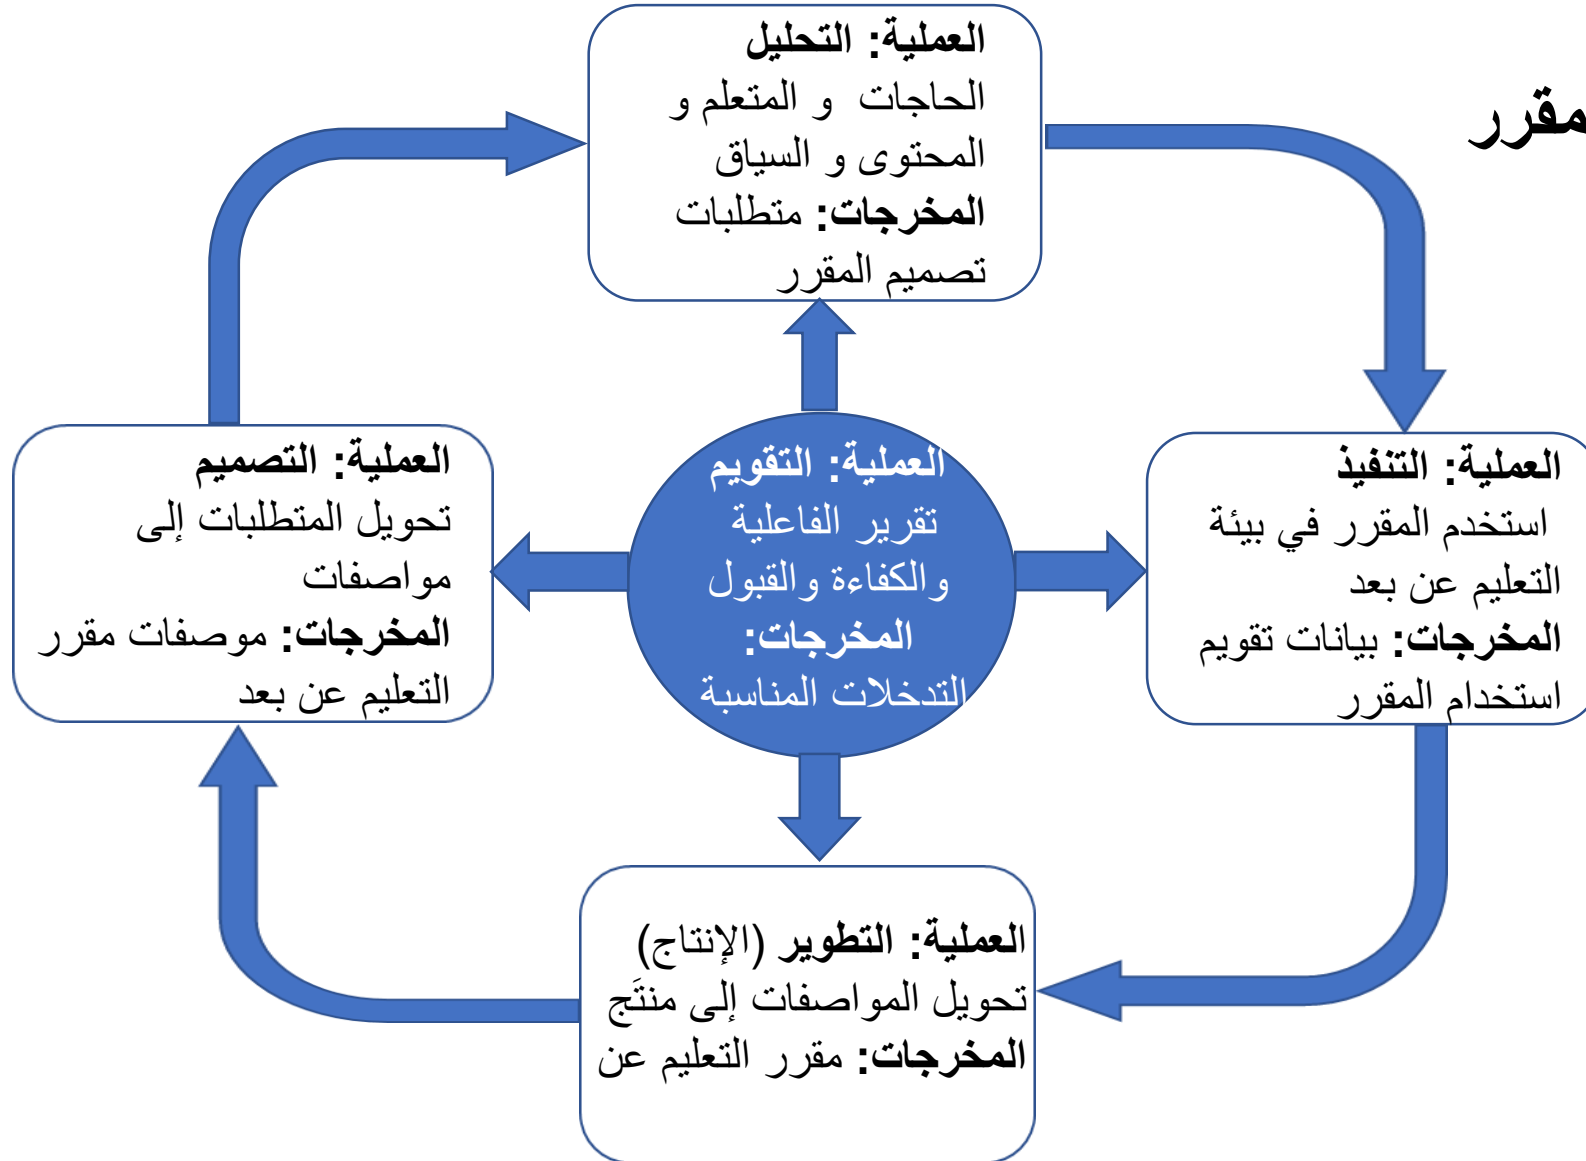 مقرر
العملية: التحليل
الحاجات و المتعلم و
المحتوى و السياق
المخرجات: متطلبات
تصميم المقرر
العملية: التنفيذ
استخدم المقرر في بيئة
التعليم عن بعد
المخرجات: بيانات تقويم
استخدام المقرر
العملية: التقويم
تقرير الفاعلية
والكفاءة والقبول
المخرجات:
التدخلات المناسبة
العملية: التصميم
تحويل المتطلبات إلى
مواصفات
المخرجات: موصفات مقرر
التعليم عن بعد
العملية: التطوير (الإنتاج)
تحويل المواصفات إلى منتَج
المخرجات: مقرر التعليم عن